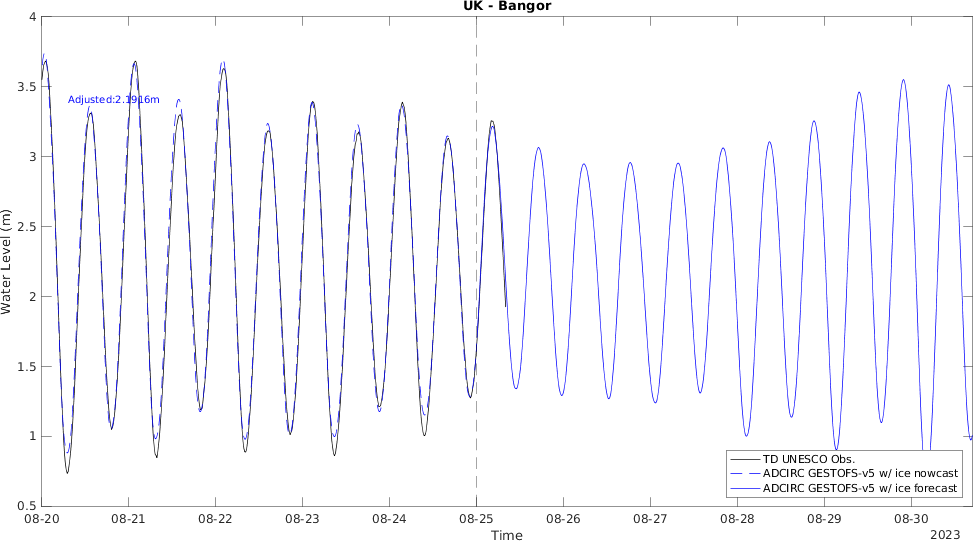 UK - Bangor
Adjusted:2.1916m
Water Level (m)
4
3.5
3
2.5
2
1.5
1
0.5
08-20 08-21 08-22 08-23 08-24 08-25 08-26 08-27 08-28 08-29 08-30
Time
2023
TD UNESCO Obs.
ADCIRC GESTOFS-v5 w/ ice nowcast
ADCIRC GESTOFS-v5 w/ ice forecast